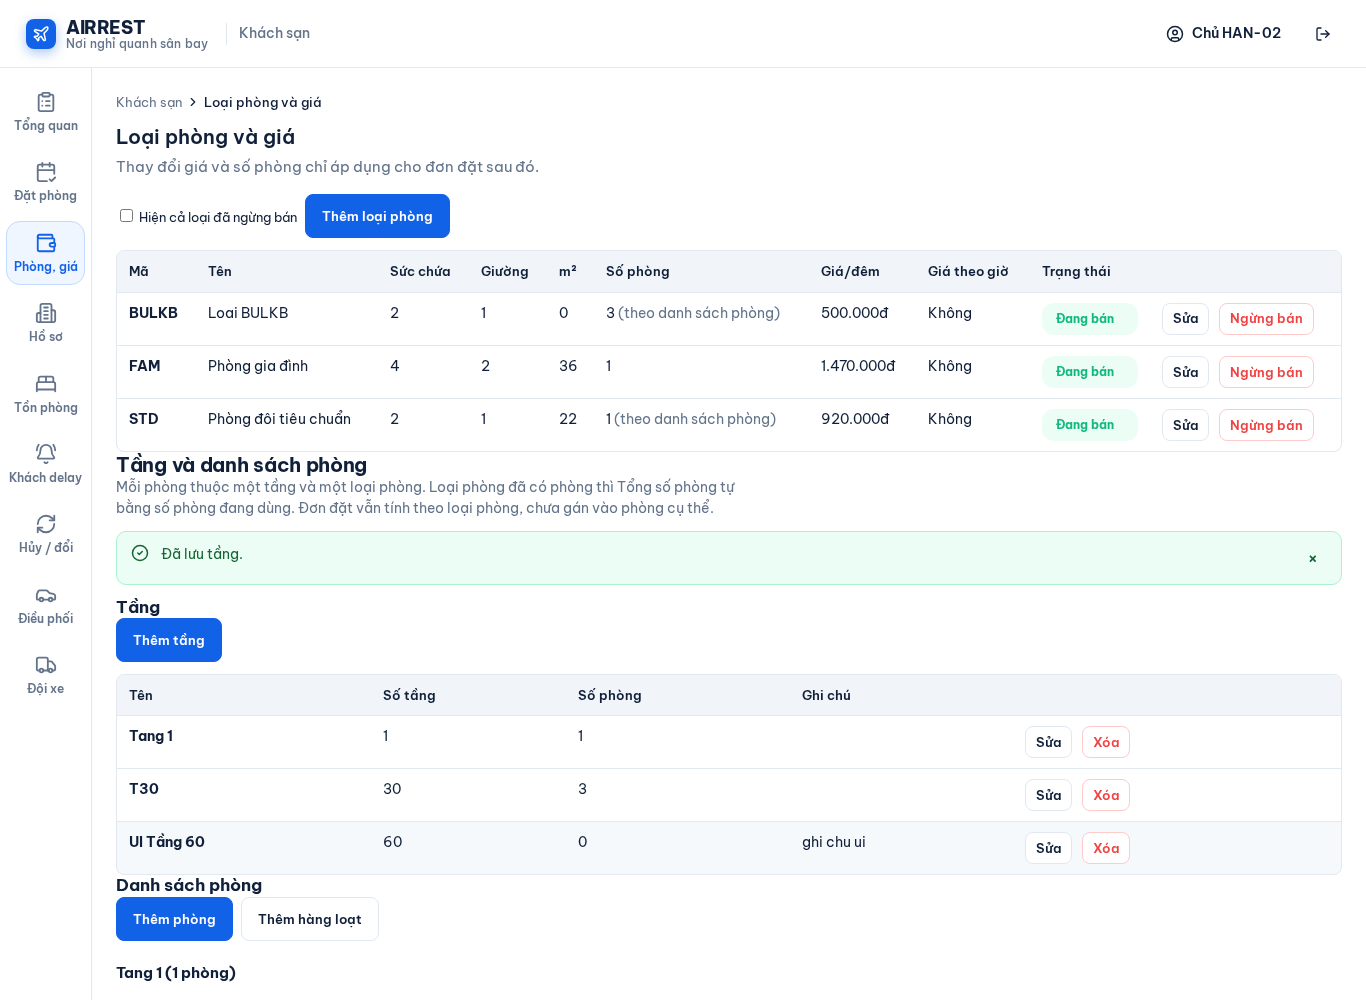 AIRREST
Nơi nghỉ quanh sân bay
Khách sạn
Chủ HAN-02
Tổng quan
Đặt phòng
Phòng, giá
Hồ sơ
Tồn phòng
Khách delay
Hủy / đổi
Điều phối
Đội xe
Khách sạn > Loại phòng và giá
Loại phòng và giá
Thay đổi giá và số phòng chỉ áp dụng cho đơn đặt sau đó.
Hiện cả loại đã ngừng bán
Thêm loại phòng
Mã Tên Sức chứa Giường m² Số phòng Giá/đêm Giá theo giờ Trạng thái
BULKB Loai BULKB 2 1 0 3 (theo danh sách phòng) 500.000đ Không Đang bán Sửa Ngừng bán
FAM Phòng gia đình 4 2 36 1 1.470.000đ Không Đang bán Sửa Ngừng bán
STD Phòng đôi tiêu chuẩn 2 1 22 1 (theo danh sách phòng) 920.000đ Không Đang bán Sửa Ngừng bán
Tầng và danh sách phòng
Mỗi phòng thuộc một tầng và một loại phòng. Loại phòng đã có phòng thì Tổng số phòng tự
bằng số phòng đang dùng. Đơn đặt vẫn tính theo loại phòng, chưa gán vào phòng cụ thể.
Đã lưu tầng. ×
Tầng
Thêm tầng
Tên Số tầng Số phòng Ghi chú
Tang 1 1 1 Sửa Xóa
T30 30 3 Sửa Xóa
UI Tầng 60 60 0 ghi chu ui Sửa Xóa
Danh sách phòng
Thêm phòng Thêm hàng loạt
Tang 1 (1 phòng)